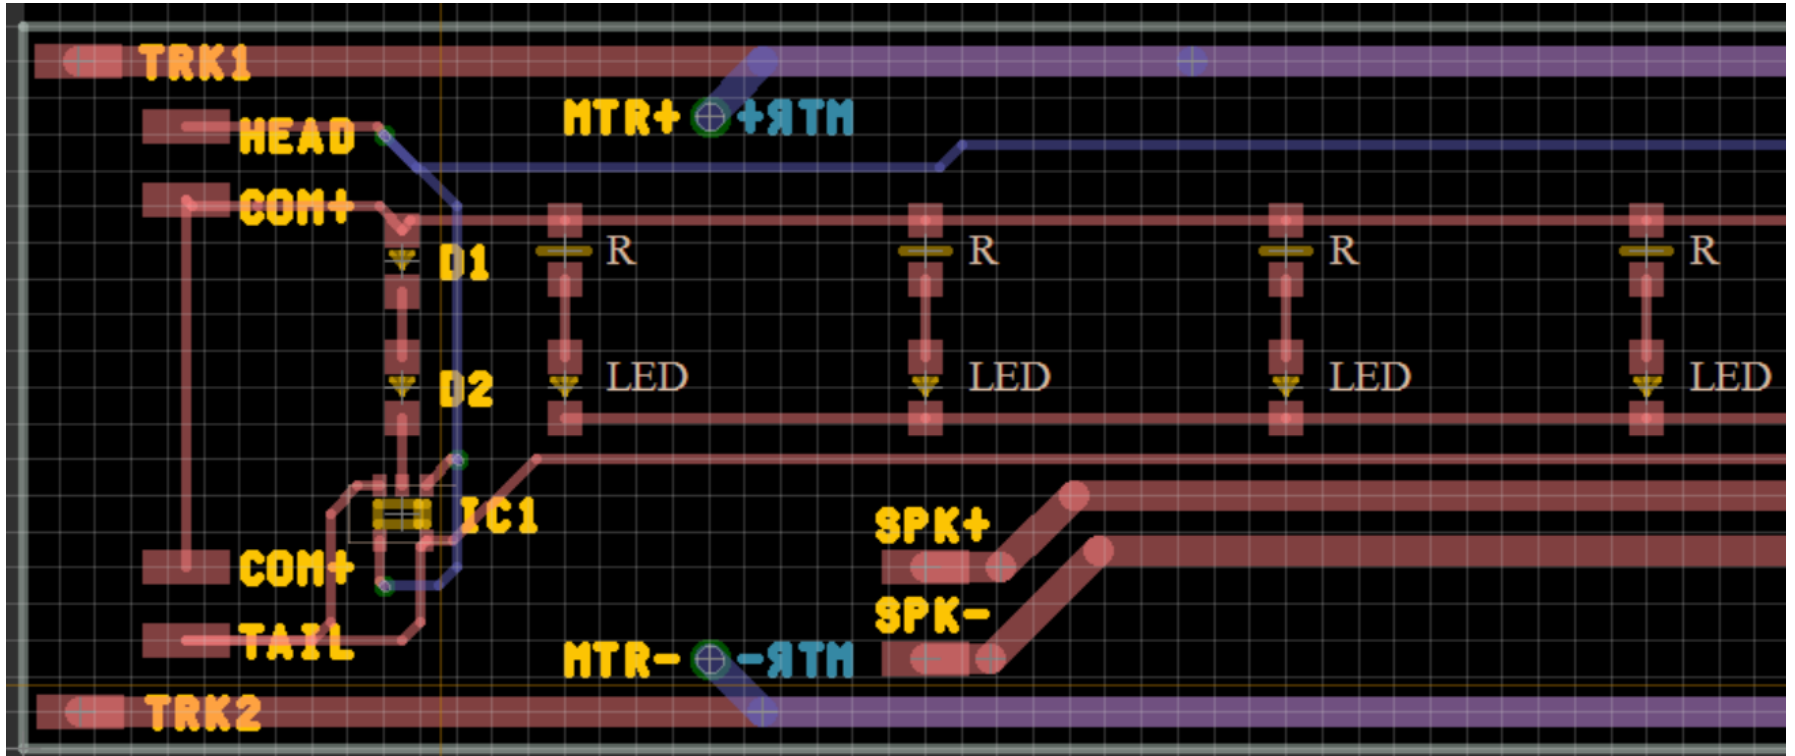 TRK1
HEAD
MTR+ +ЯTM
COM+
D1
R
R
R
R
D2
LED
LED
LED
LED
IC1
SPK+
COM+
SPK-
TAIL
MTR- -ЯTM
TRK2